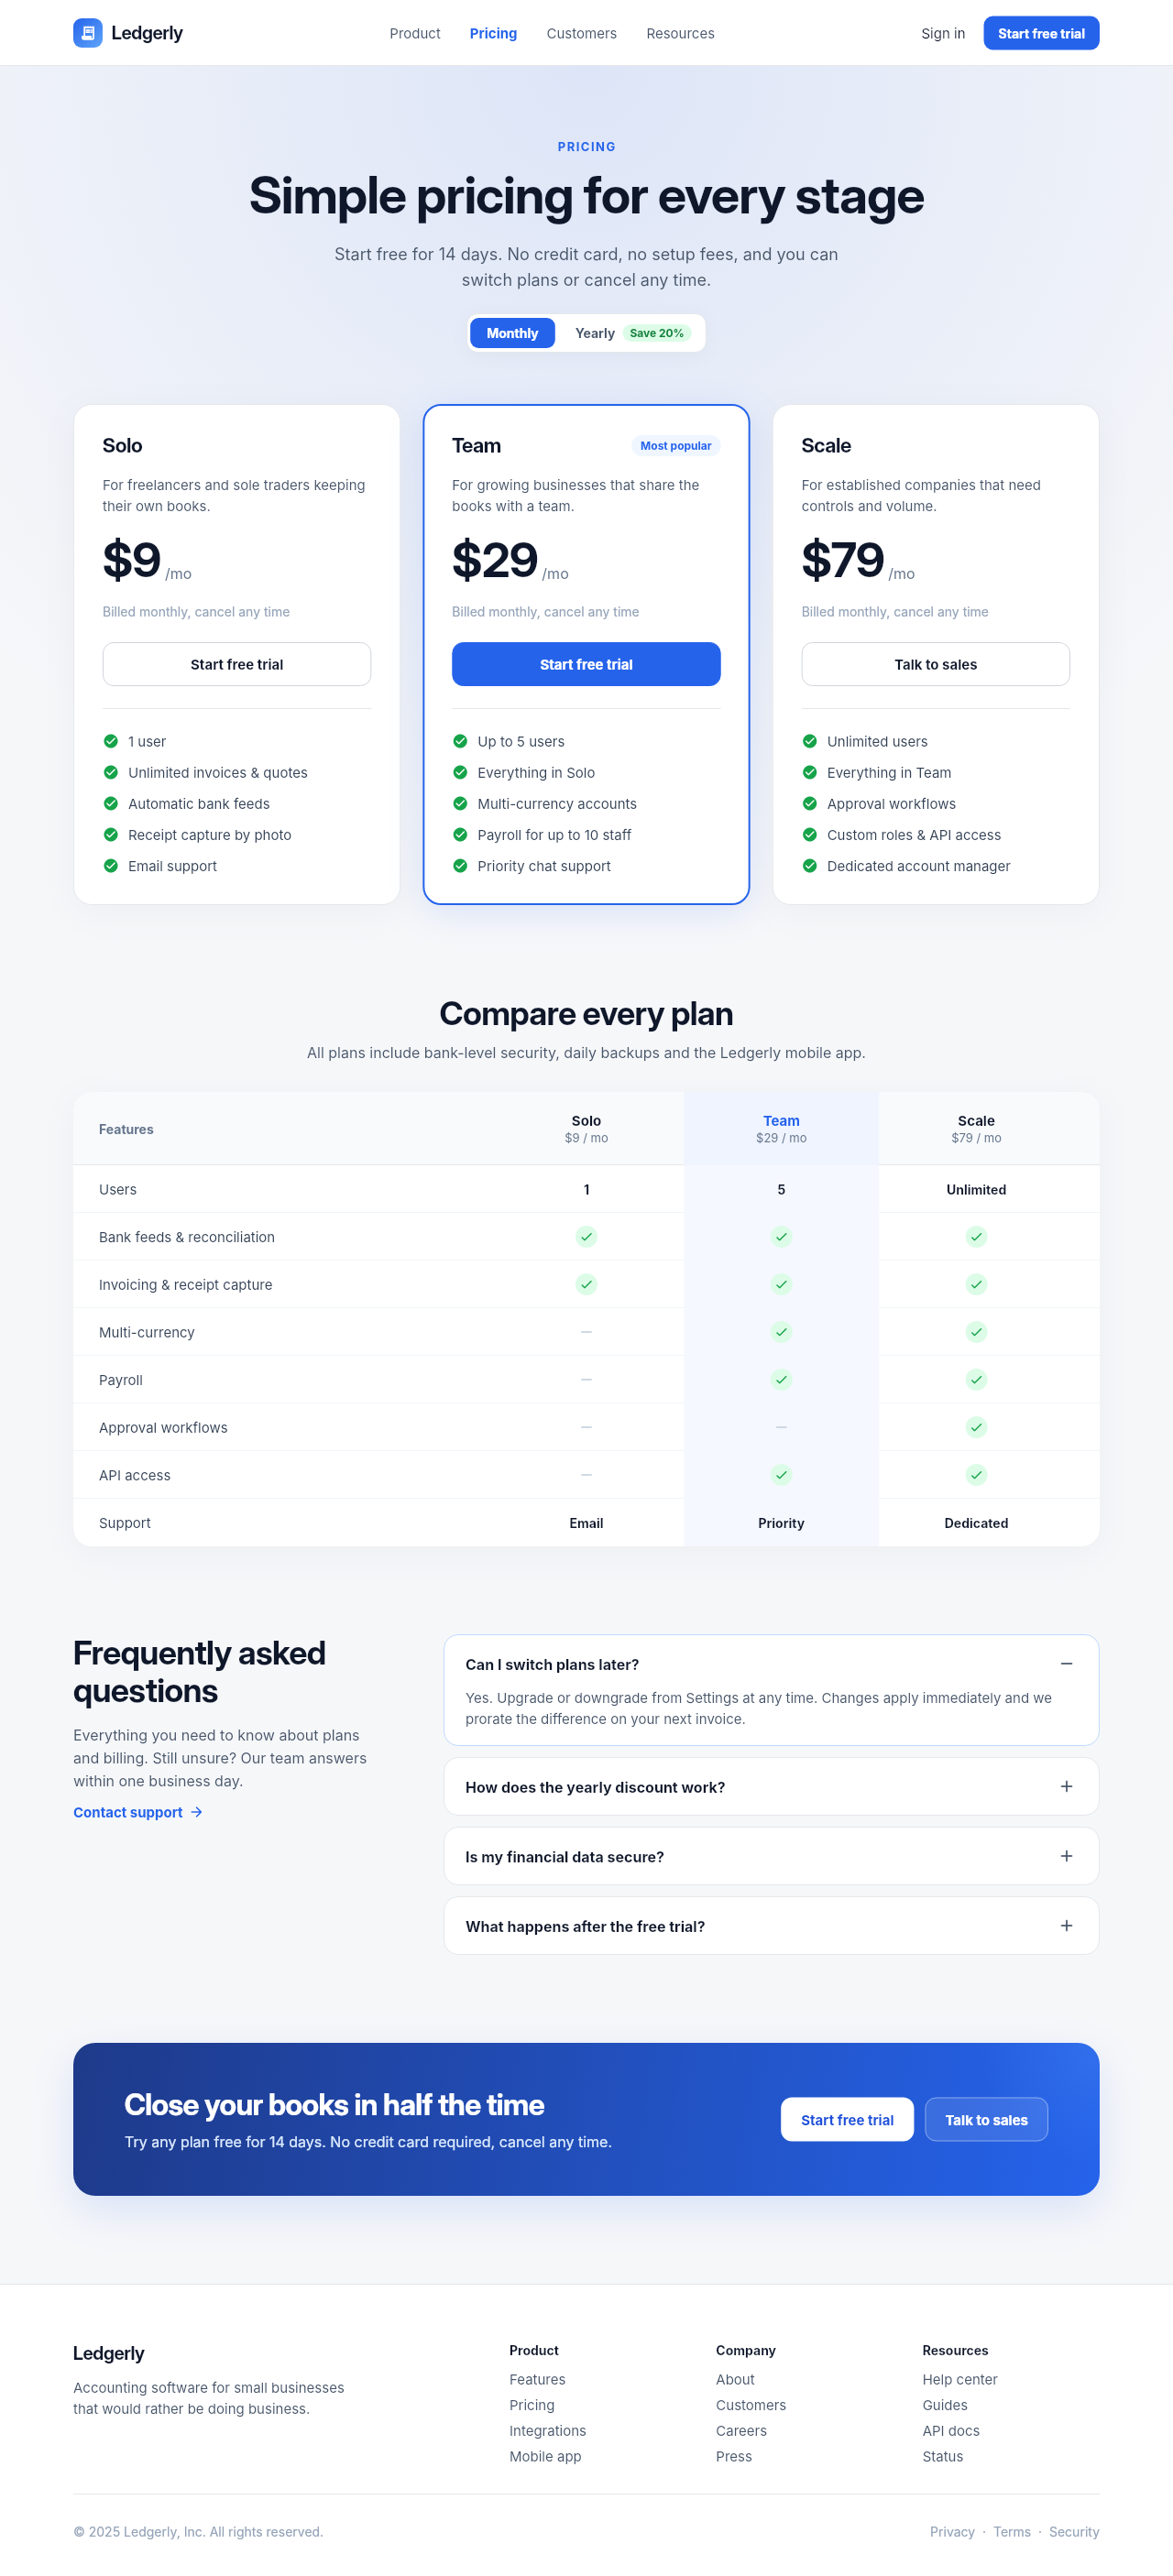 Ledgerly
Product
Pricing
Customers
Resources
Sign in
Start free trial
PRICING
Simple pricing for every stage
Start free for 14 days. No credit card, no setup fees, and you can
switch plans or cancel any time.
Monthly
Yearly
Save 20%
Solo
For freelancers and sole traders keeping
their own books.
$9 /mo
Billed monthly, cancel any time
Start free trial
1 user
Unlimited invoices & quotes
Automatic bank feeds
Receipt capture by photo
Email support
Team
Most popular
For growing businesses that share the
books with a team.
$29 /mo
Billed monthly, cancel any time
Start free trial
Up to 5 users
Everything in Solo
Multi-currency accounts
Payroll for up to 10 staff
Priority chat support
Scale
For established companies that need
controls and volume.
$79 /mo
Billed monthly, cancel any time
Talk to sales
Unlimited users
Everything in Team
Approval workflows
Custom roles & API access
Dedicated account manager
Compare every plan
All plans include bank-level security, daily backups and the Ledgerly mobile app.
Features
Solo
$9 / mo
Team
$29 / mo
Scale
$79 / mo
Users 1 5 Unlimited
Bank feeds & reconciliation
Invoicing & receipt capture
Multi-currency — ✓ ✓
Payroll — ✓ ✓
Approval workflows — — ✓
API access — ✓ ✓
Support Email Priority Dedicated
Frequently asked
questions
Everything you need to know about plans
and billing. Still unsure? Our team answers
within one business day.
Contact support →
Can I switch plans later?
Yes. Upgrade or downgrade from Settings at any time. Changes apply immediately and we
prorate the difference on your next invoice.
How does the yearly discount work?
Is my financial data secure?
What happens after the free trial?
Close your books in half the time
Try any plan free for 14 days. No credit card required, cancel any time.
Start free trial
Talk to sales
Ledgerly
Accounting software for small businesses
that would rather be doing business.
Product
Features
Pricing
Integrations
Mobile app
Company
About
Customers
Careers
Press
Resources
Help center
Guides
API docs
Status
© 2025 Ledgerly, Inc. All rights reserved.
Privacy · Terms · Security